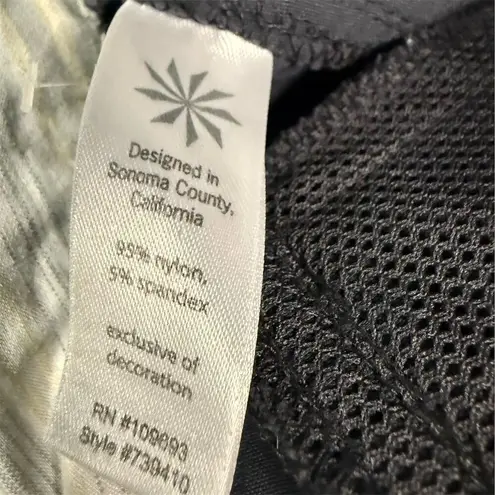 Designed in
Sonoma County,
California
95% nylon,
5% spandex
exclusive of
decoration
RN #109693
Style #739410